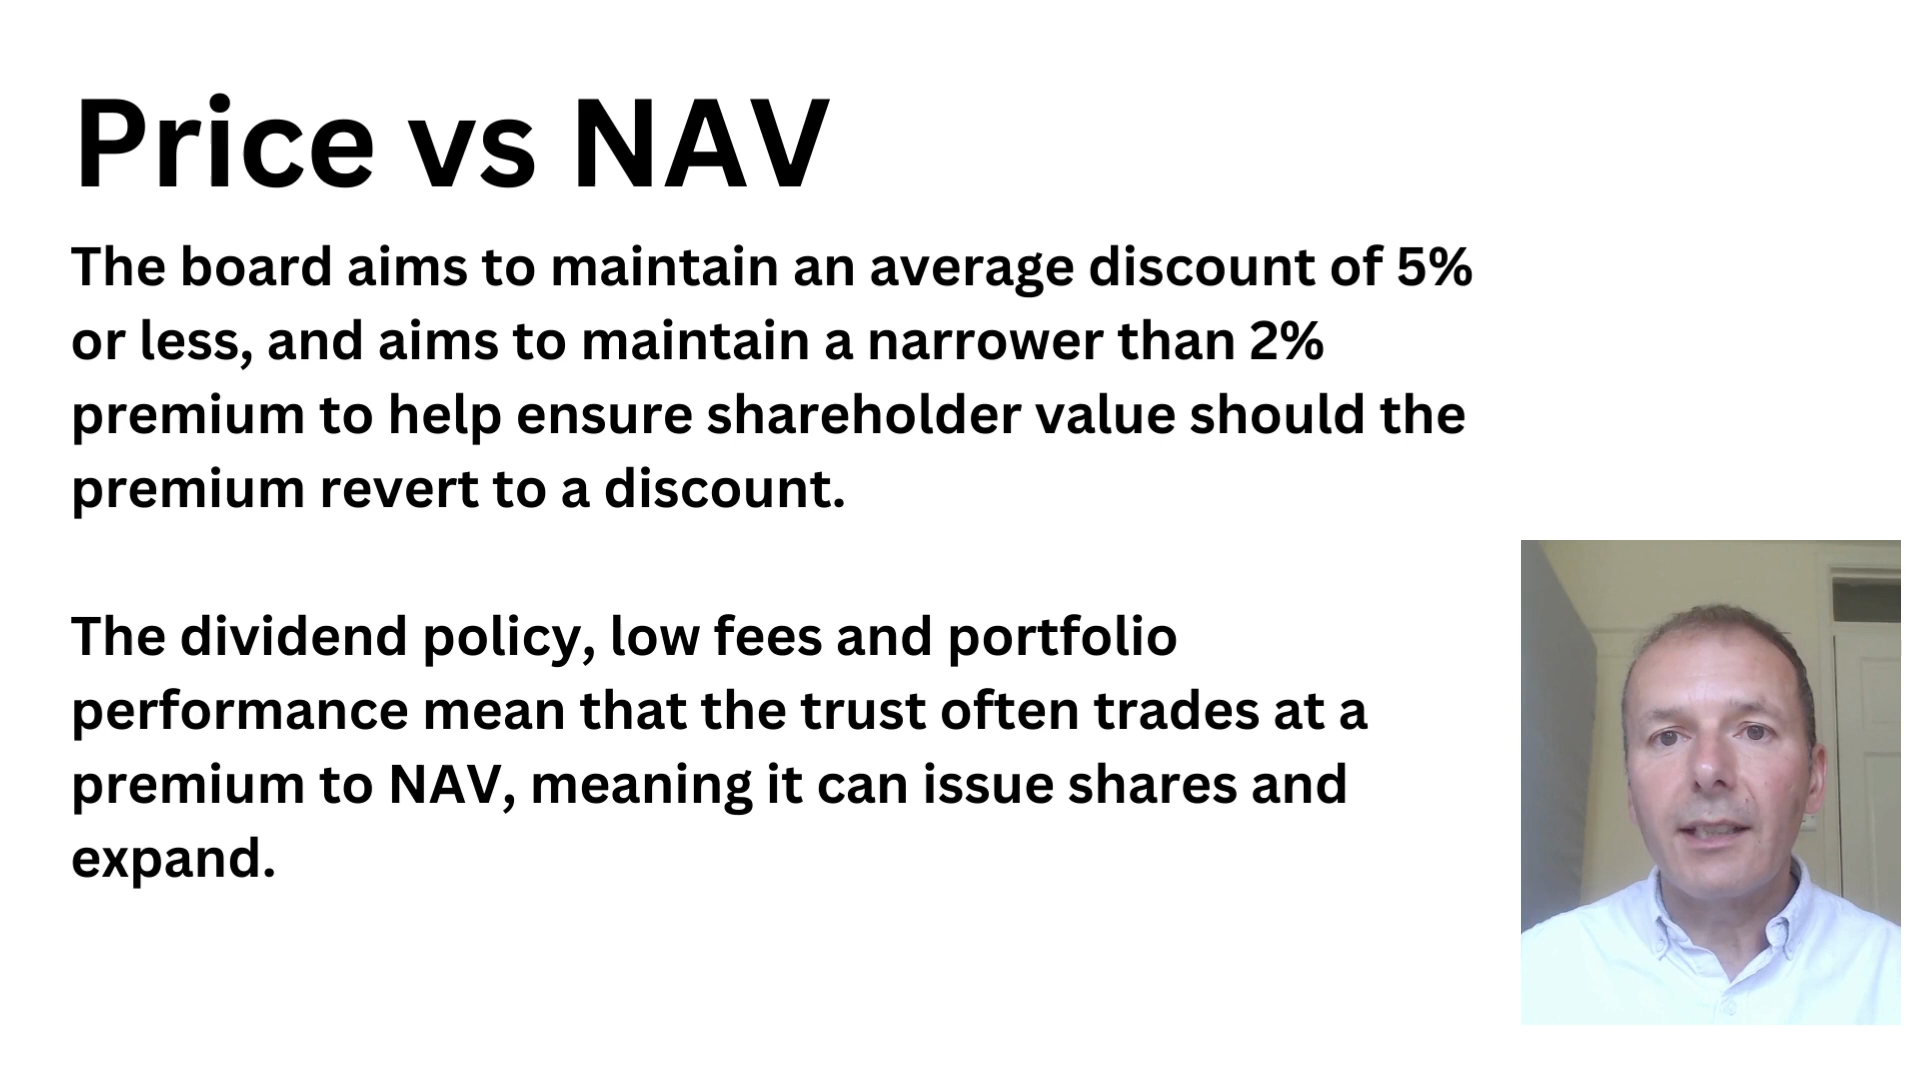 Price vs NAV
The board aims to maintain an average discount of 5%
or less, and aims to maintain a narrower than 2%
premium to help ensure shareholder value should the
premium revert to a discount.
The dividend policy, low fees and portfolio
performance mean that the trust often trades at a
premium to NAV, meaning it can issue shares and
expand.